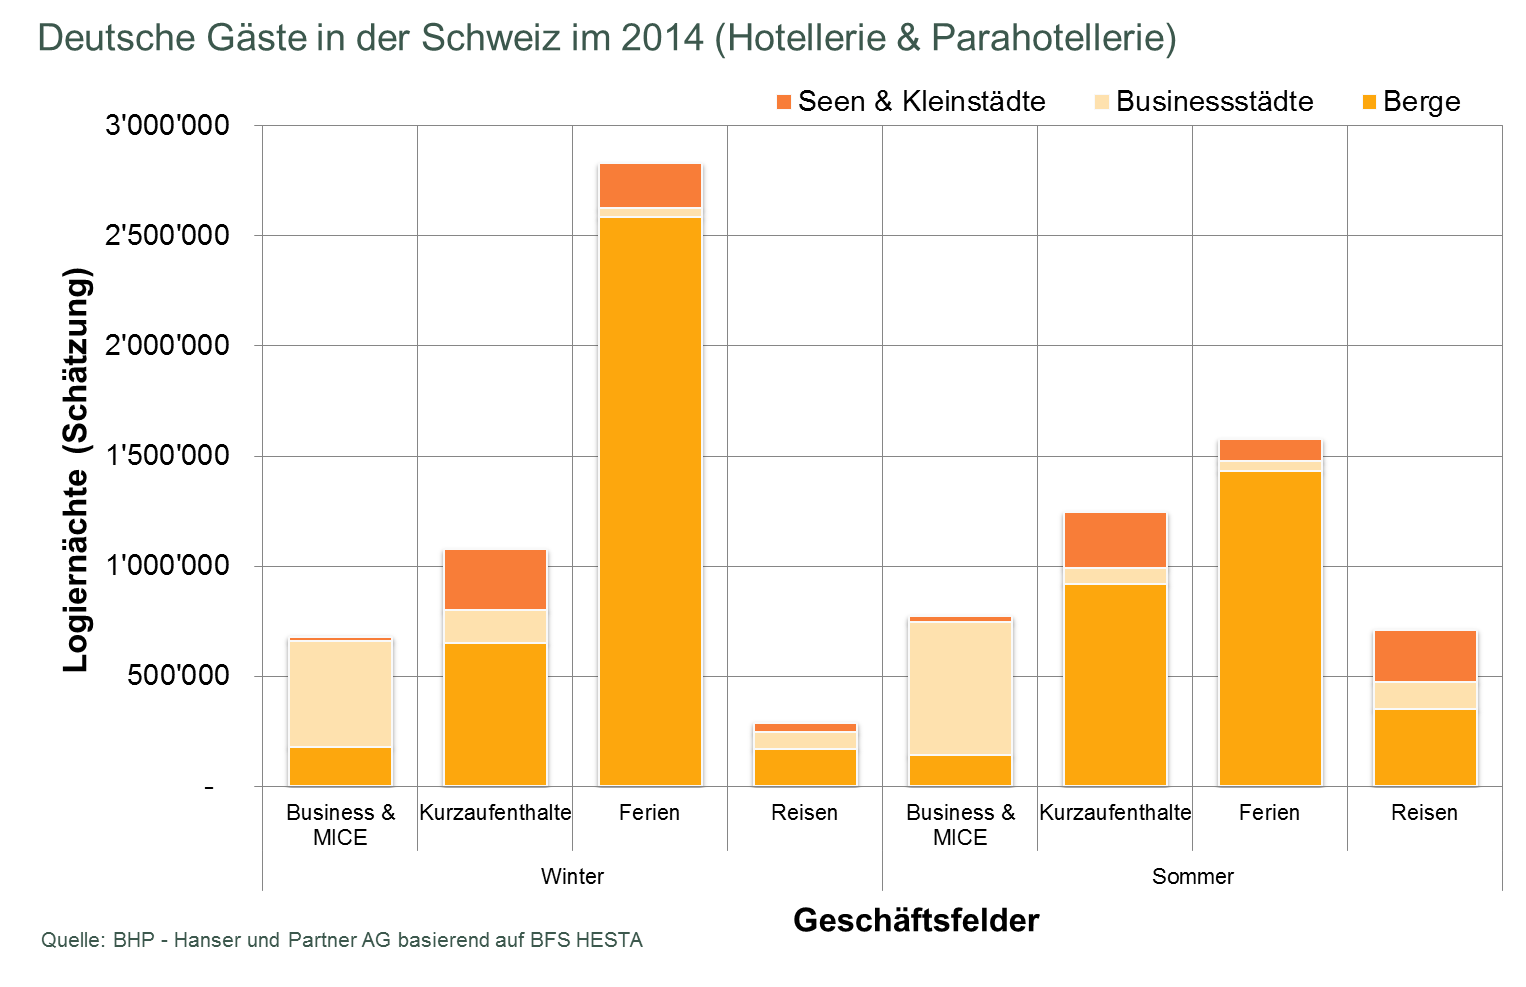 Deutsche Gäste in der Schweiz im 2014 (Hotellerie & Parahotellerie)
Seen & Kleinstädte Businessstädte Berge
3'000'000
2'500'000
2'000'000
1'500'000
1'000'000
500'000
-
Logiernächte (Schätzung)
Business & Kurzaufenthalte Ferien Reisen Business & Kurzaufenthalte Ferien Reisen
MICE MICE
Winter Sommer
Geschäftsfelder
Quelle: BHP - Hanser und Partner AG basierend auf BFS HESTA